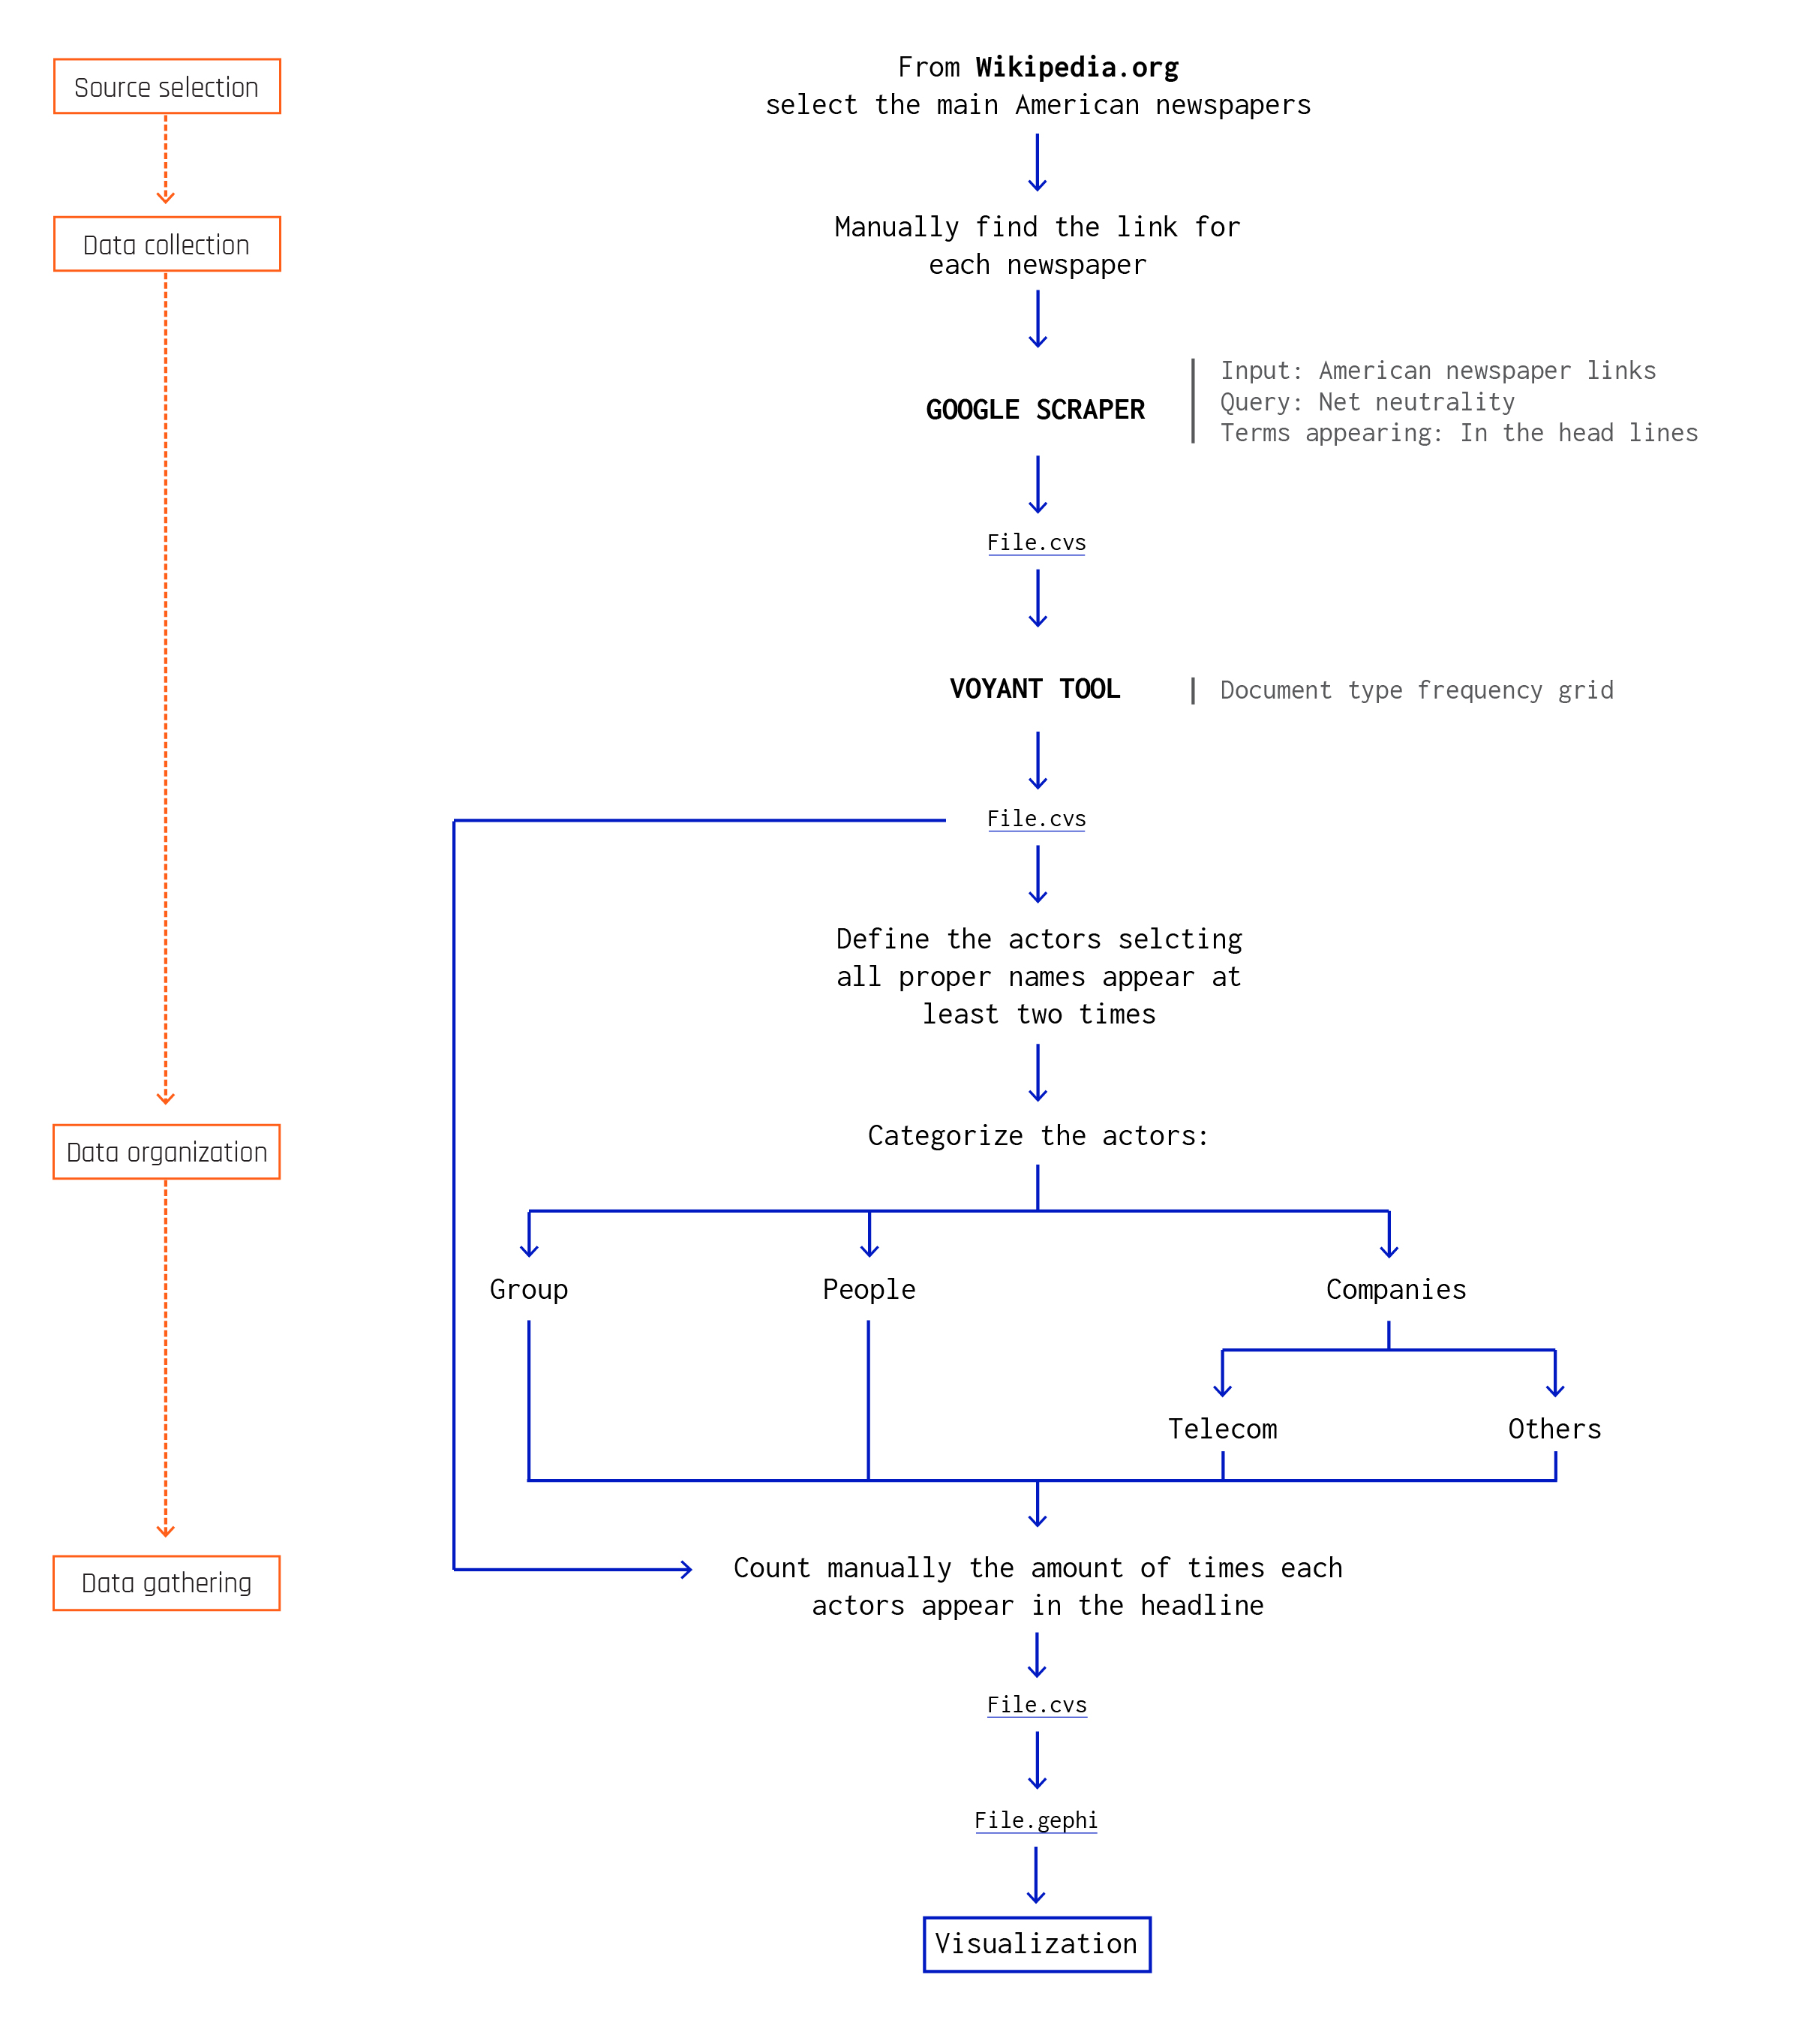 Source selection
From Wikipedia.org
select the main American newspapers
Data collection
Manually find the link for
each newspaper
GOOGLE SCRAPER
Input: American newspaper links
Query: Net neutrality
Terms appearing: In the head lines
File.cvs
VOYANT TOOL
Document type frequency grid
File.cvs
Define the actors selcting
all proper names appear at
least two times
Data organization
Categorize the actors:
Group
People
Companies
Telecom
Others
Data gathering
Count manually the amount of times each
actors appear in the headline
File.cvs
File.gephi
Visualization